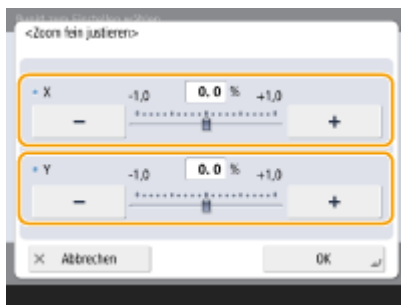 <Zoom fein justieren>
X
-1,0 0. 0 % +1,0
− +
Y
-1,0 0. 0 % +1,0
− +
× Abbrechen OK